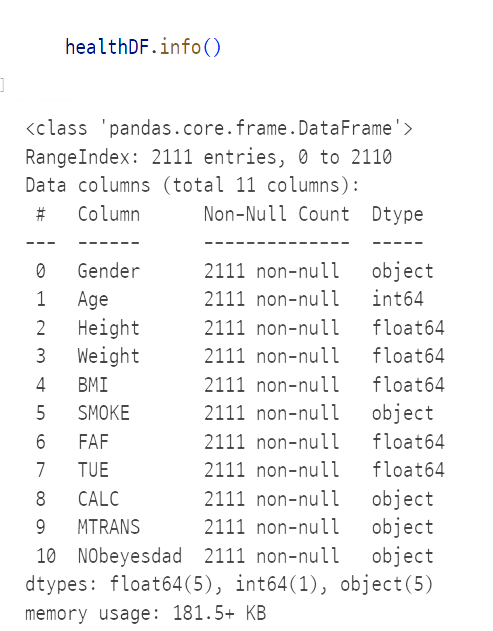 healthDF.info()
<class 'pandas.core.frame.DataFrame'>
RangeIndex: 2111 entries, 0 to 2110
Data columns (total 11 columns):
 #   Column      Non-Null Count  Dtype
---  ------      --------------  -----
 0   Gender      2111 non-null   object
 1   Age         2111 non-null   int64
 2   Height      2111 non-null   float64
 3   Weight      2111 non-null   float64
 4   BMI         2111 non-null   float64
 5   SMOKE       2111 non-null   object
 6   FAF         2111 non-null   float64
 7   TUE         2111 non-null   float64
 8   CALC        2111 non-null   object
 9   MTRANS      2111 non-null   object
 10  NObeyesdad  2111 non-null   object
dtypes: float64(5), int64(1), object(5)
memory usage: 181.5+ KB